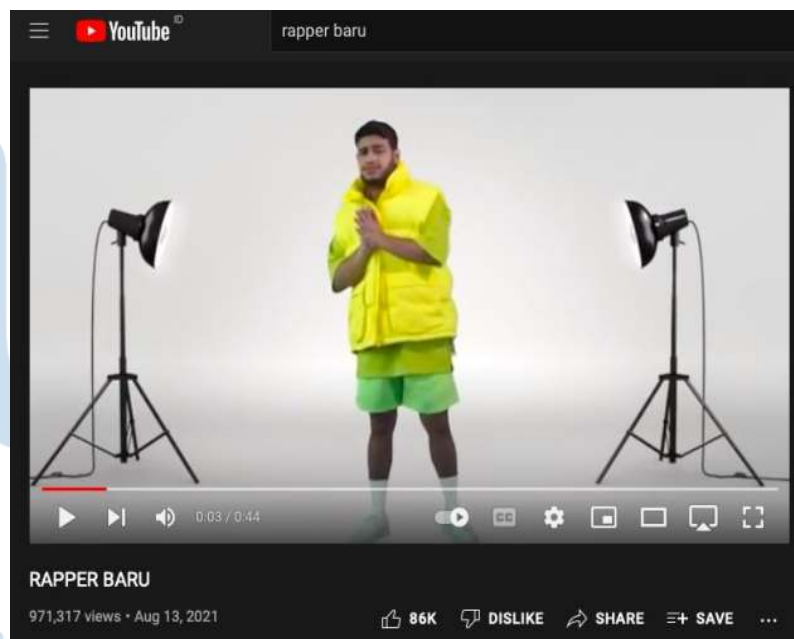 YouTube ID
rapper baru
0:03 / 0:44
CC
RAPPER BARU
971,317 views • Aug 13, 2021
86K DISLIKE SHARE SAVE ...